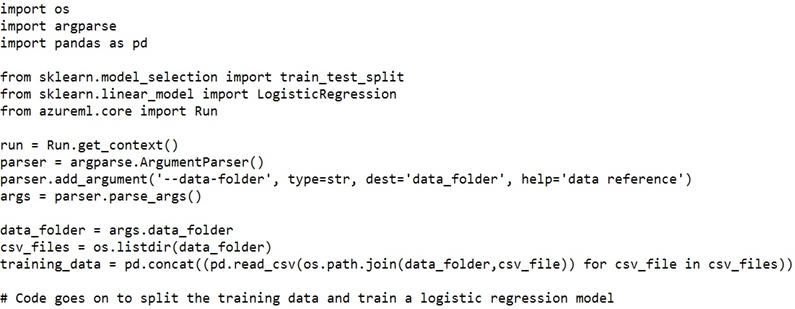 import os
import argparse
import pandas as pd
from sklearn.model_selection import train_test_split
from sklearn.linear_model import LogisticRegression
from azureml.core import Run
run = Run.get_context()
parser = argparse.ArgumentParser()
parser.add_argument('--data-folder', type=str, dest='data_folder', help='data reference')
args = parser.parse_args()
data_folder = args.data_folder
csv_files = os.listdir(data_folder)
training_data = pd.concat((pd.read_csv(os.path.join(data_folder,csv_file)) for csv_file in csv_files))
# Code goes on to split the training data and train a logistic regression model